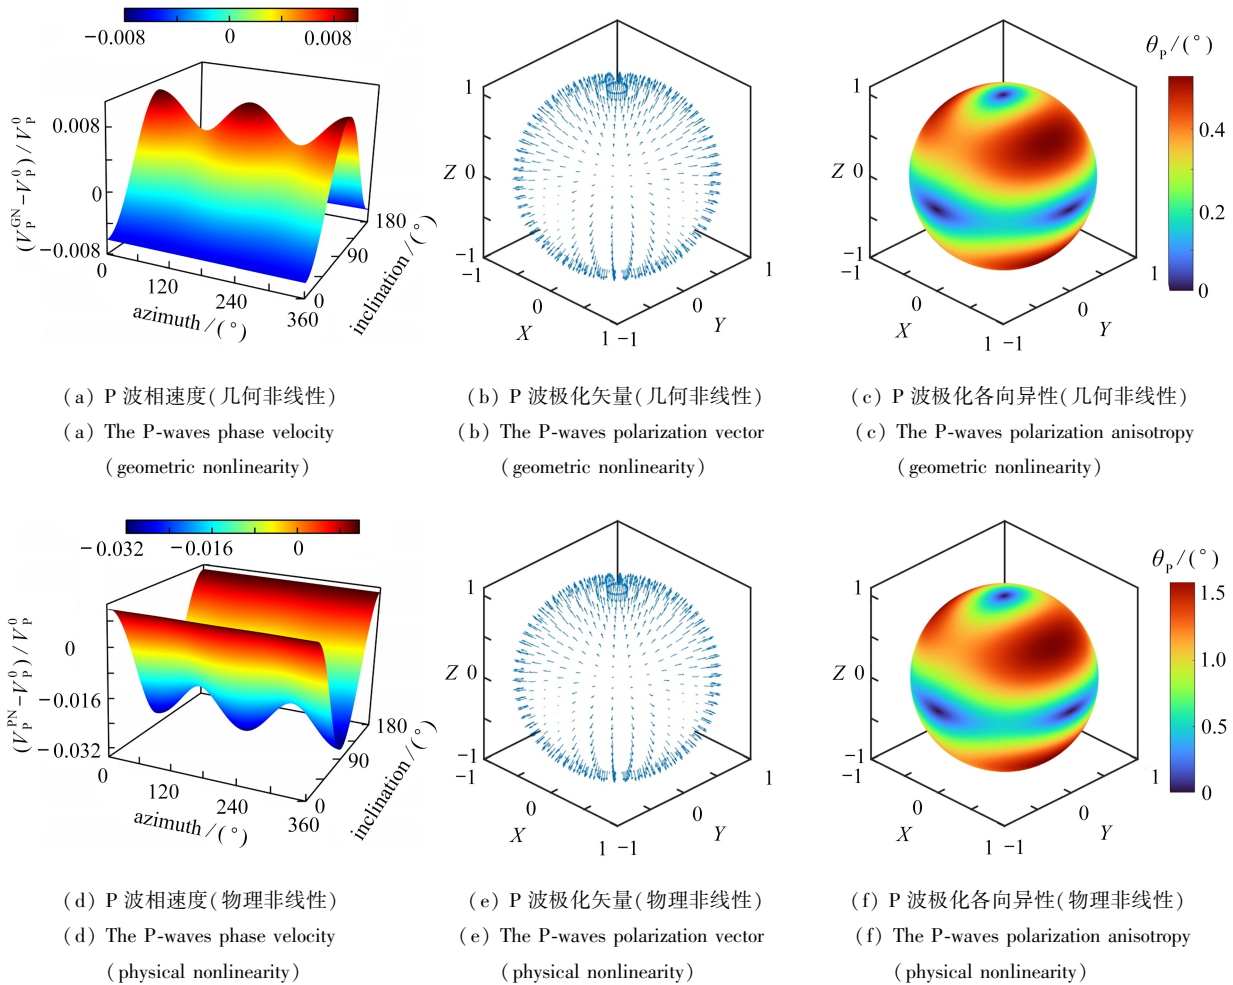 −0.008 0 0.008
(V_P^GN−V_P^0)/V_P^0
0.008
0
−0.008
0 120 240 360
azimuth/(°)
0 90 180
inclination/(°)
1
Z 0
−1
−1 0 1
X
−1 0 1
Y
θ_P/(°)
1
Z 0
−1
−1 0 1
X
−1 0 1
Y
0.4
0.2
0
(a) P 波相速度(几何非线性)
(a) The P-waves phase velocity
(geometric nonlinearity)
(b) P 波极化矢量(几何非线性)
(b) The P-waves polarization vector
(geometric nonlinearity)
(c) P 波极化各向异性(几何非线性)
(c) The P-waves polarization anisotropy
(geometric nonlinearity)
−0.032 −0.016 0
(V_P^PN−V_P^0)/V_P^0
0
−0.016
−0.032
0 120 240 360
azimuth/(°)
0 90 180
inclination/(°)
1
Z 0
−1
−1 0 1
X
−1 0 1
Y
θ_P/(°)
1
Z 0
−1
−1 0 1
X
−1 0 1
Y
1.5
1.0
0.5
0
(d) P 波相速度(物理非线性)
(d) The P-waves phase velocity
(physical nonlinearity)
(e) P 波极化矢量(物理非线性)
(e) The P-waves polarization vector
(physical nonlinearity)
(f) P 波极化各向异性(物理非线性)
(f) The P-waves polarization anisotropy
(physical nonlinearity)